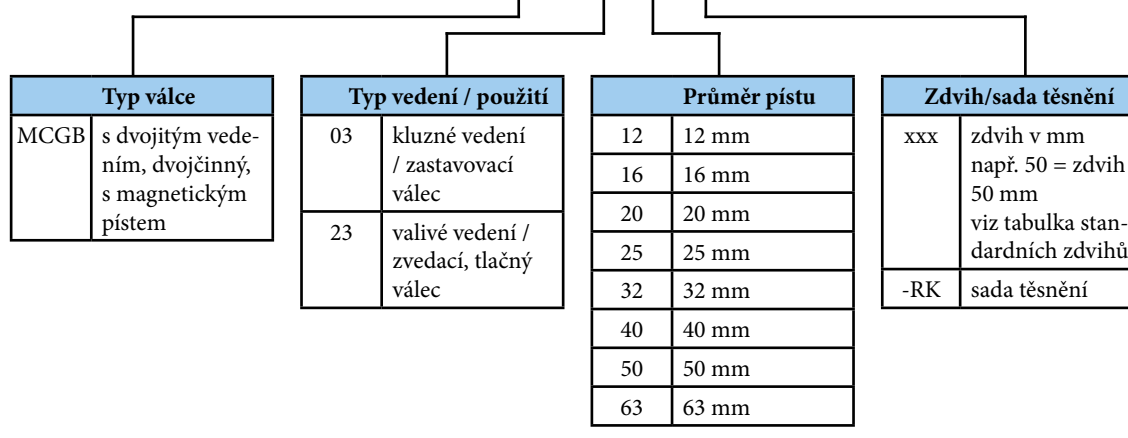 Typ válce
MCGB s dvojitým vede-
ním, dvojčinný,
s magnetickým
pístem
Typ vedení / použití
03 kluzné vedení
/ zastavovací
válec
23 valivé vedení /
zvedací, tlačný
válec
Průměr pístu
12 12 mm
16 16 mm
20 20 mm
25 25 mm
32 32 mm
40 40 mm
50 50 mm
63 63 mm
Zdvih/sada těsnění
xxx zdvih v mm
např. 50 = zdvih
50 mm
viz tabulka stan-
dardních zdvihů
-RK sada těsnění